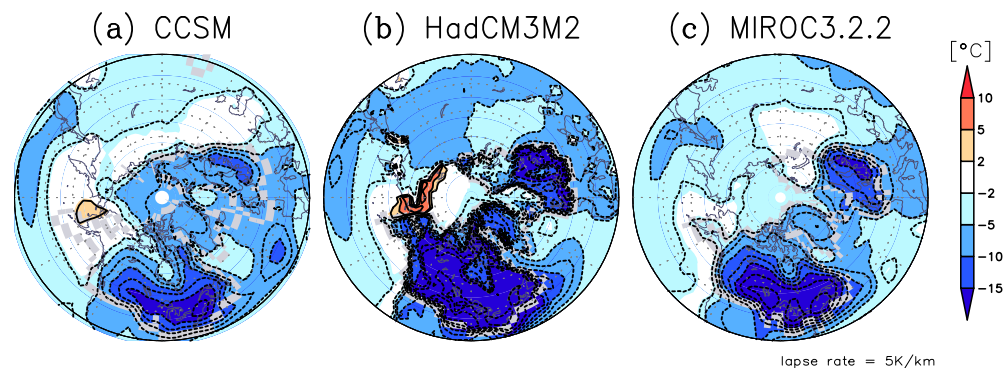 (a) CCSM
(b) HadCM3M2
(c) MIROC3.2.2
[°C]
10
5
2
-2
-5
-10
-15
lapse rate = 5K/km